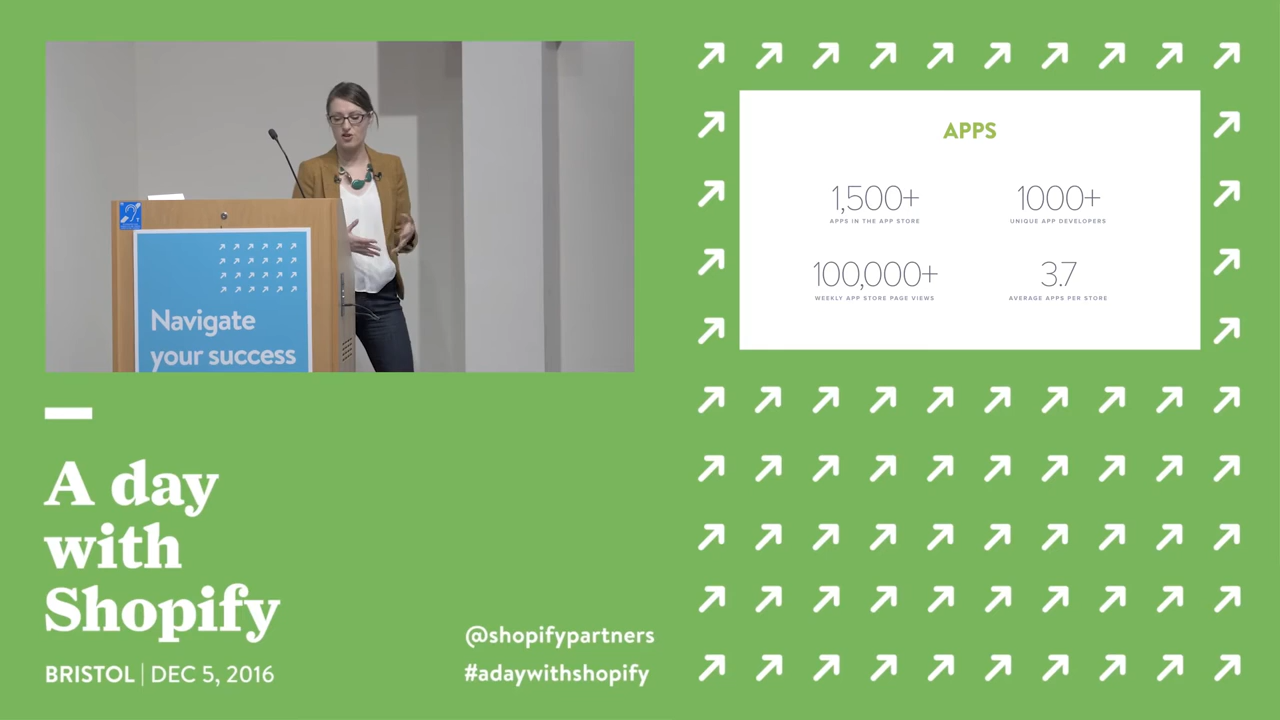 Navigate
your success
APPS
1,500+
APPS IN THE APP STORE
1000+
UNIQUE APP DEVELOPERS
100,000+
WEEKLY APP STORE PAGE VIEWS
3.7
AVERAGE APPS PER STORE
A day
with
Shopify
BRISTOL | DEC 5, 2016
@shopifypartners
#adaywithshopify